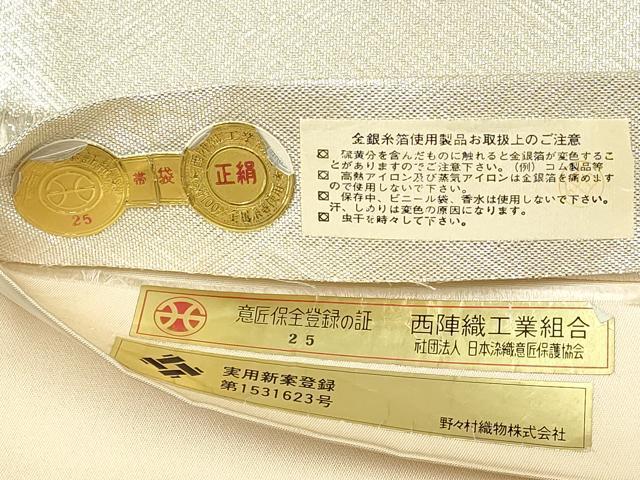 25
帯袋
正絹
金銀糸箔使用製品お取扱上のご注意
硫黄分を含んだものに触れると金銀箔が変色するこ
とがありますのでご注意下さい。(例)ゴム製品等
高熱アイロン及び蒸気アイロンは金銀箔を痛めます
ので使用しないで下さい。
保存中、ビニール袋、香水は使用しないで下さい。
汗、しめりは変色の原因になります。
虫干を時々して下さい。
意匠保全登録の証
25
西陣織工業組合
社団法人 日本染織意匠保護協会
実用新案登録
第1531623号
野々村織物株式会社